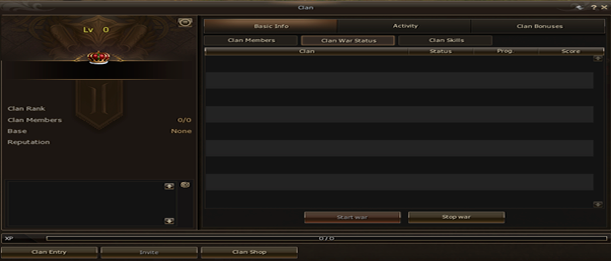 Clan
? ×
Lv 0
Basic Info Activity Clan Bonuses
Clan Members Clan War Status Clan Skills
Clan Status Prog. Score
Clan Rank
Clan Members 0/0
Base None
Reputation
Start war Stop war
XP 0 / 0
Clan Entry Invite Clan Shop